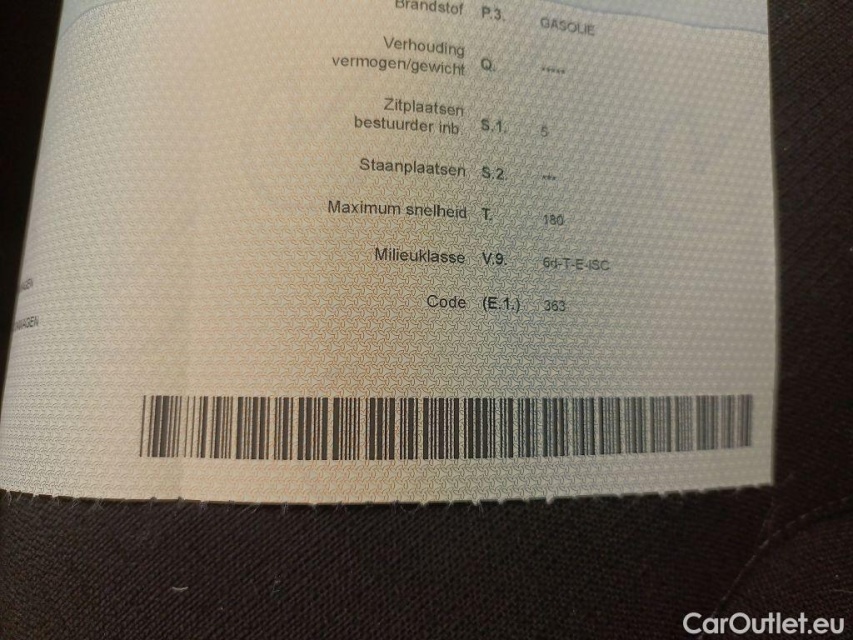 Brandstof P.3. GASOLIE
Verhouding
vermogen/gewicht Q. -----
Zitplaatsen
bestuurder inb. S.1. 5
Staanplaatsen S.2. ---
Maximum snelheid T. 180
Milieuklasse V.9. 6d-T-E-ISC
Code (E.1.) 363
CarOutlet.eu